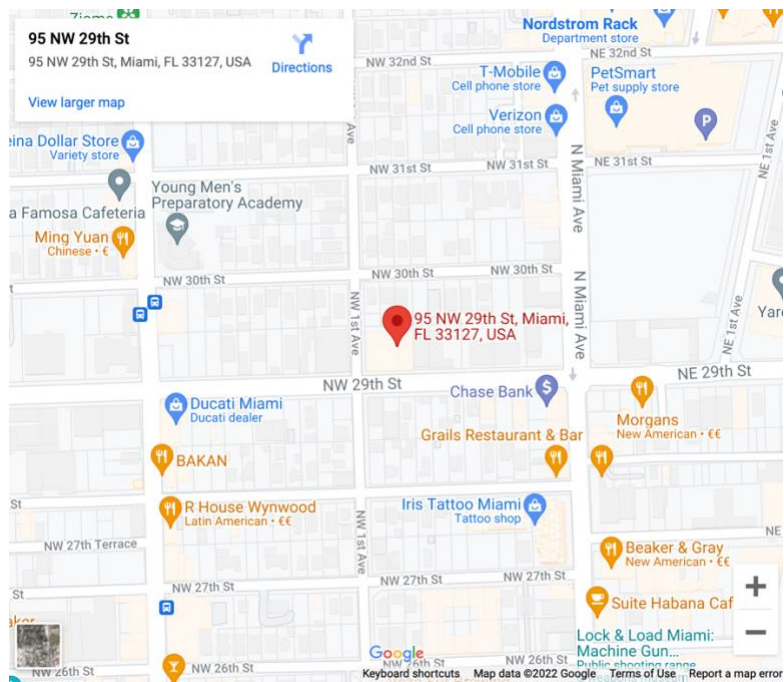 Ziome
95 NW 29th St
95 NW 29th St, Miami, FL 33127, USA
Directions
View larger map
Nordstrom Rack
Department store
NE 32nd St
NW 32nd St
T-Mobile
Cell phone store
PetSmart
Pet supply store
Verizon
Cell phone store
P
eina Dollar Store
Variety store
NW 1st Ave
NW 31st St
NE 31st St
NE 1st Ave
Young Men's
Preparatory Academy
a Famosa Cafeteria
Ming Yuan
Chinese • €
N Miami Ave
NW 30th St
NW 30th St
N Miami Ave
NW 1st Ave
95 NW 29th St, Miami,
FL 33127, USA
NE 1st Ave
Yard
NW 29th St
NE 29th St
Chase Bank
Ducati Miami
Ducati dealer
Morgans
New American • €€
Grails Restaurant & Bar
BAKAN
St
R House Wynwood
Latin American • €€
Iris Tattoo Miami
Tattoo shop
NW 1st Ave
NW 27th Terrace
NE
Beaker & Gray
New American • €€
NW 27th St
NW 27th St
Suite Habana Caf
Lock & Load Miami:
Machine Gun...
Public shooting range
NW 26th St
NW 26th St
NW 26th St
Google
Keyboard shortcuts
Map data ©2022 Google
Terms of Use
Report a map error